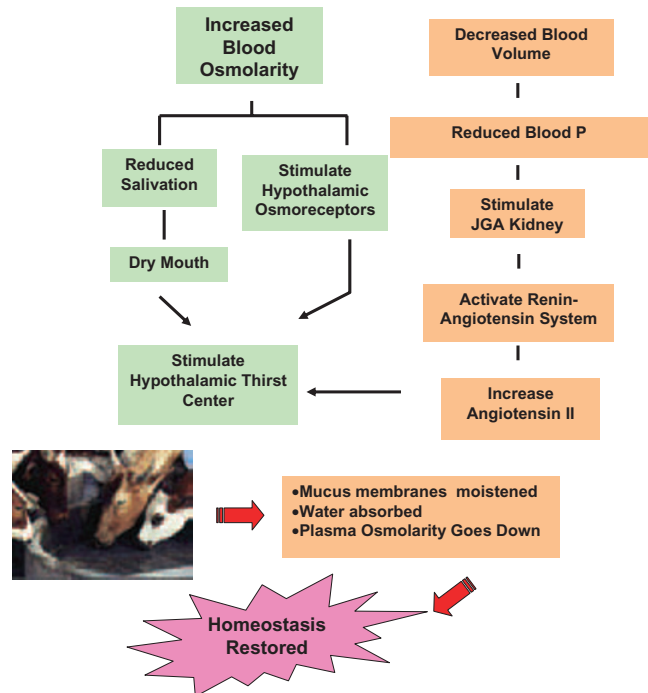 Increased
Blood
Osmolarity
Reduced
Salivation
Stimulate
Hypothalamic
Osmoreceptors
Dry Mouth
Stimulate
Hypothalamic Thirst
Center
Decreased Blood
Volume
Reduced Blood P
Stimulate
JGA Kidney
Activate Renin-
Angiotensin System
Increase
Angiotensin II
•Mucus membranes moistened
•Water absorbed
•Plasma Osmolarity Goes Down
Homeostasis
Restored